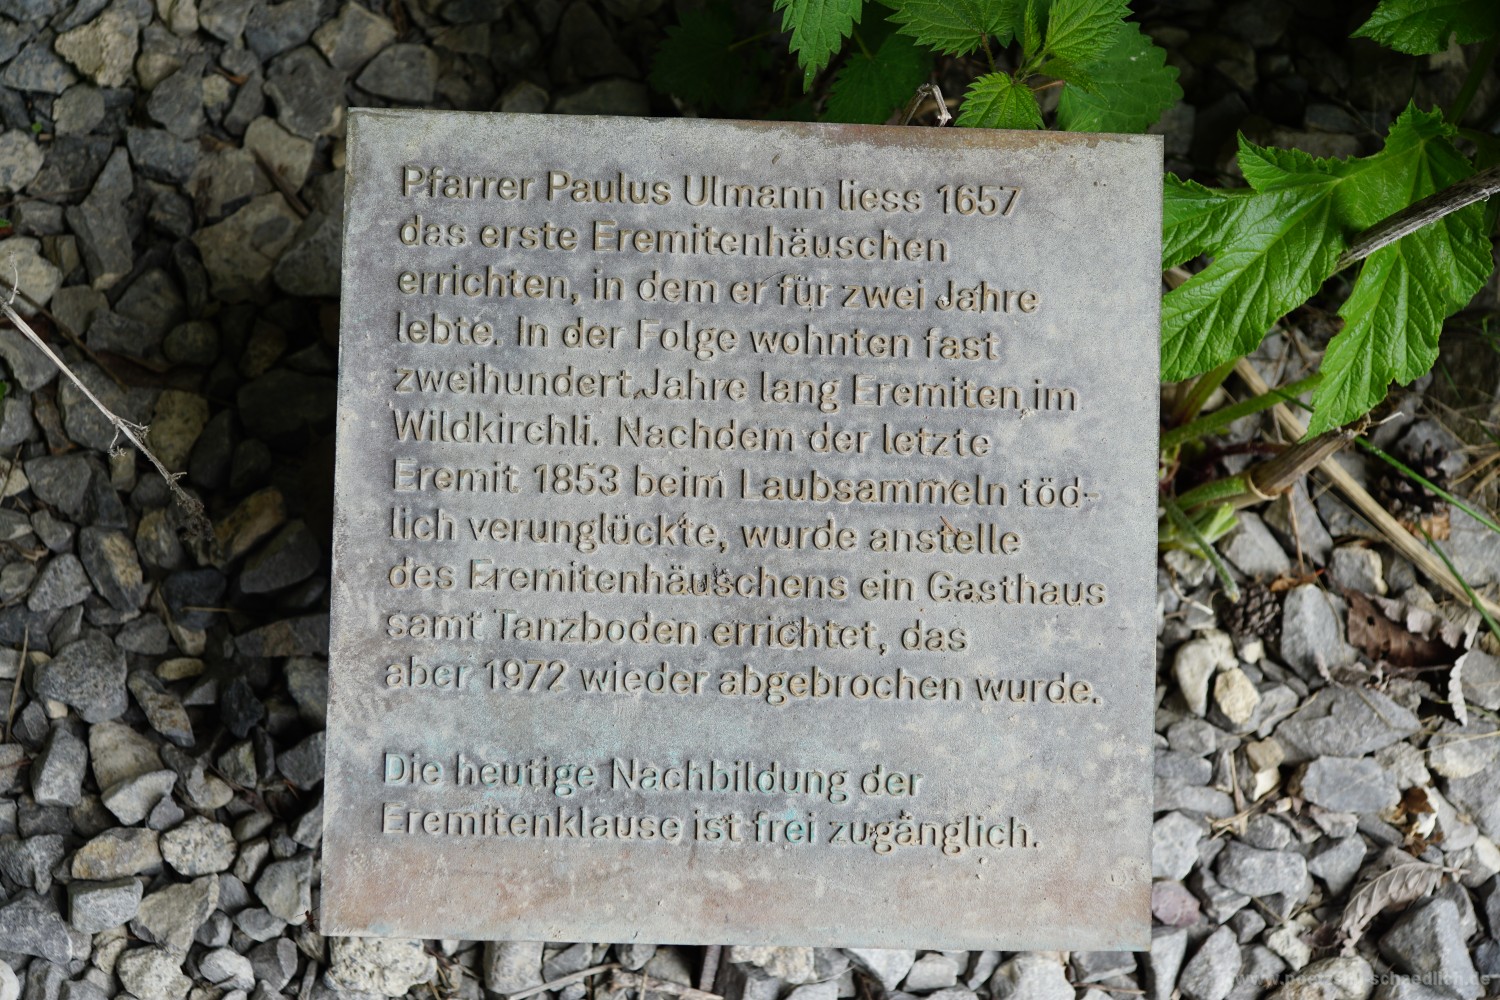 Pfarrer Paulus Ulmann liess 1657
das erste Eremitenhäuschen
errichten, in dem er für zwei Jahre
lebte. In der Folge wohnten fast
zweihundert Jahre lang Eremiten im
Wildkirchli. Nachdem der letzte
Eremit 1853 beim Laubsammeln töd-
lich verunglückte, wurde anstelle
des Eremitenhäuschens ein Gasthaus
samt Tanzboden errichtet, das
aber 1972 wieder abgebrochen wurde.
Die heutige Nachbildung der
Eremitenklause ist frei zugänglich.